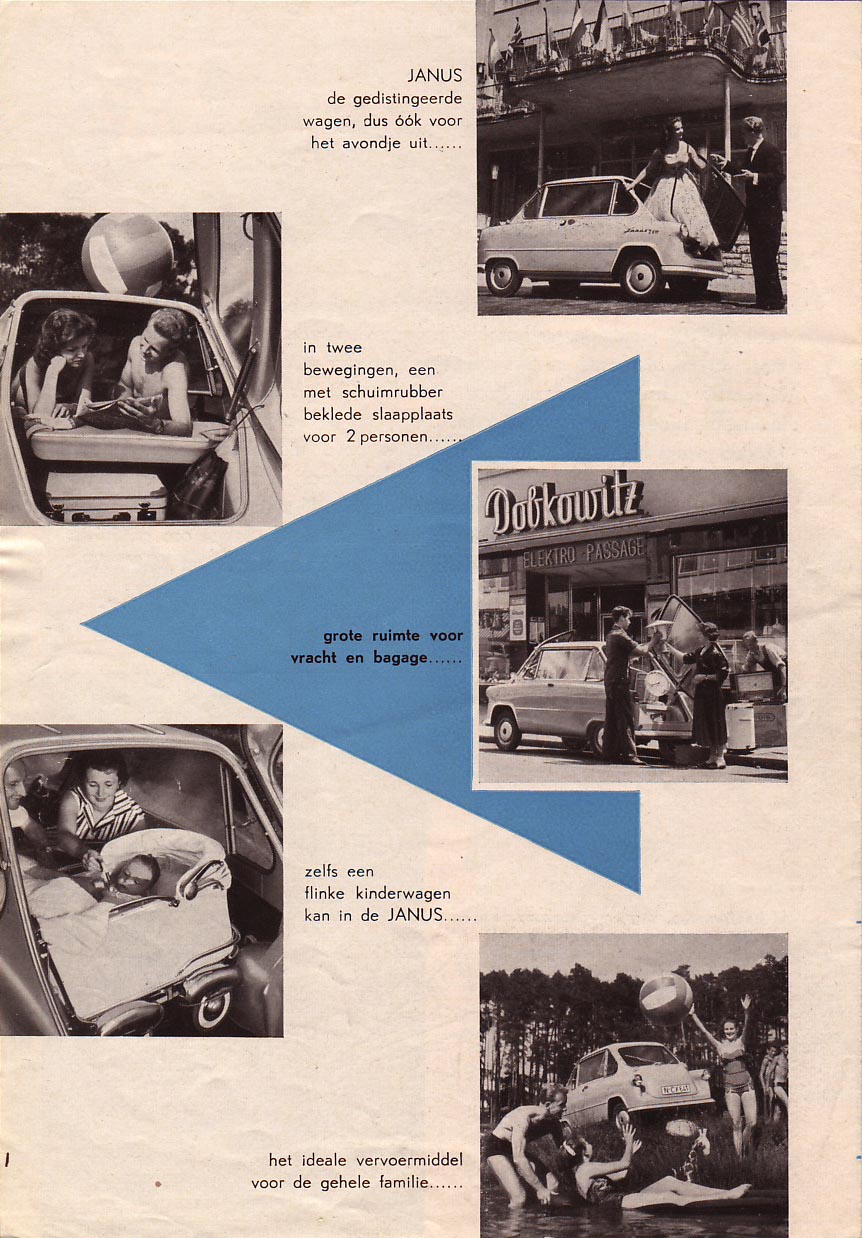 JANUS
de gedistingeerde
wagen, dus óók voor
het avondje uit......
Janus 250
in twee
bewegingen, een
met schuimrubber
beklede slaapplaats
voor 2 personen......
Dobkowitz
ELEKTRO-PASSAGE
grote ruimte voor
vracht en bagage......
zelfs een
flinke kinderwagen
kan in de JANUS......
het ideale vervoermiddel
voor de gehele familie......